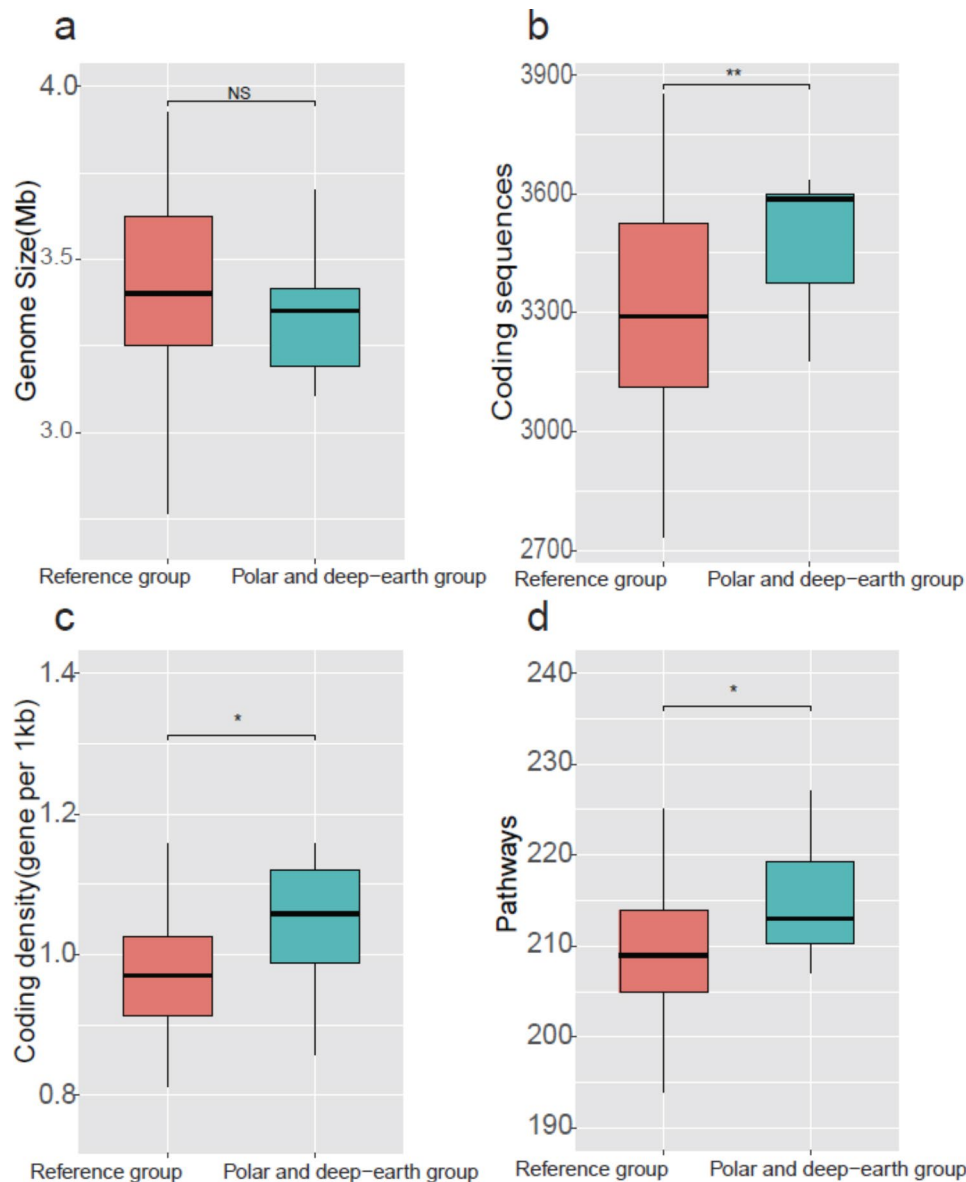 a
Genome Size(Mb)
4.0
3.5
3.0
NS
Reference group
Polar and deep-earth group
b
Coding sequences
3900
3600
3300
3000
2700
**
Reference group
Polar and deep-earth group
c
Coding density(gene per 1kb)
1.4
1.2
1.0
0.8
*
Reference group
Polar and deep-earth group
d
Pathways
240
230
220
210
200
190
*
Reference group
Polar and deep-earth group